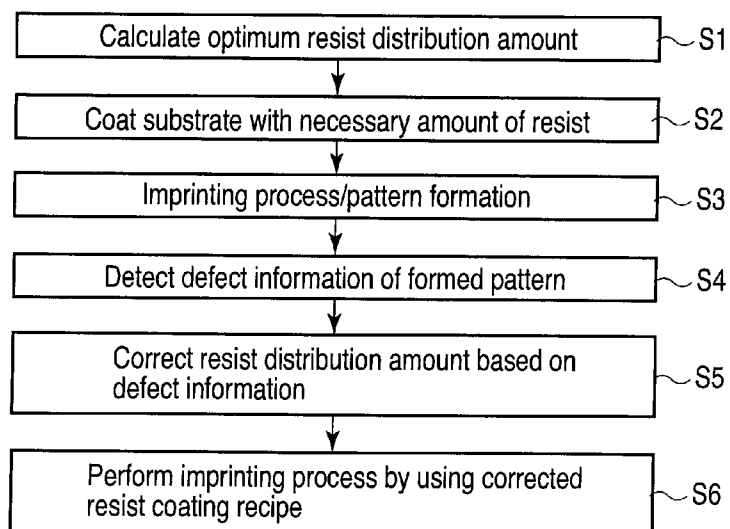 Calculate optimum resist distribution amount S1
Coat substrate with necessary amount of resist S2
Imprinting process/pattern formation S3
Detect defect information of formed pattern S4
Correct resist distribution amount based on
defect information S5
Perform imprinting process by using corrected
resist coating recipe S6